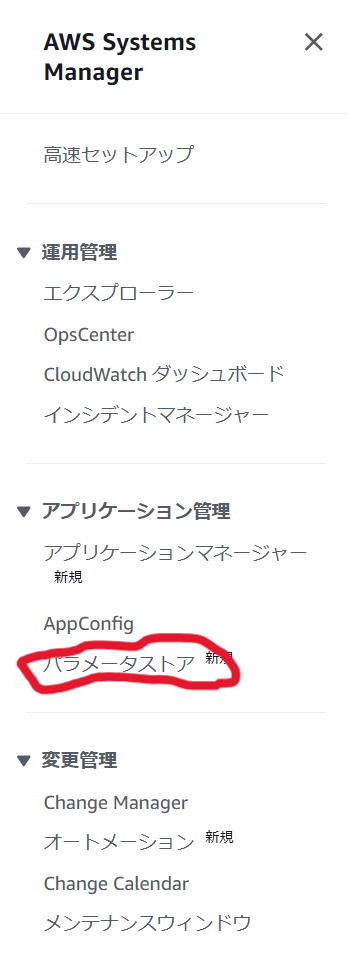 AWS Systems
Manager
高速セットアップ
運用管理
エクスプローラー
OpsCenter
CloudWatch ダッシュボード
インシデントマネージャー
アプリケーション管理
アプリケーションマネージャー
新規
AppConfig
パラメータストア 新規
変更管理
Change Manager
オートメーション 新規
Change Calendar
メンテナンスウィンドウ